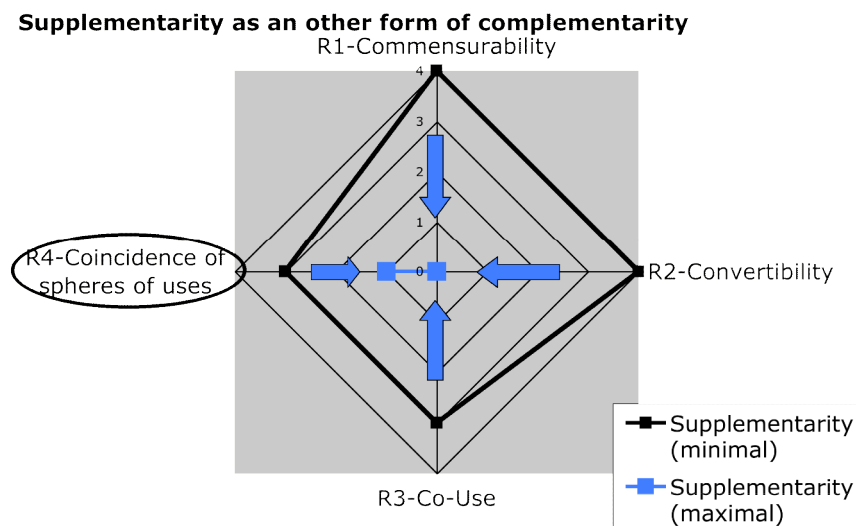 Supplementarity as an other form of complementarity
R1-Commensurability
4
3
2
1
0
R4-Coincidence of
spheres of uses
R2-Convertibility
R3-Co-Use
Supplementarity
(minimal)
Supplementarity
(maximal)